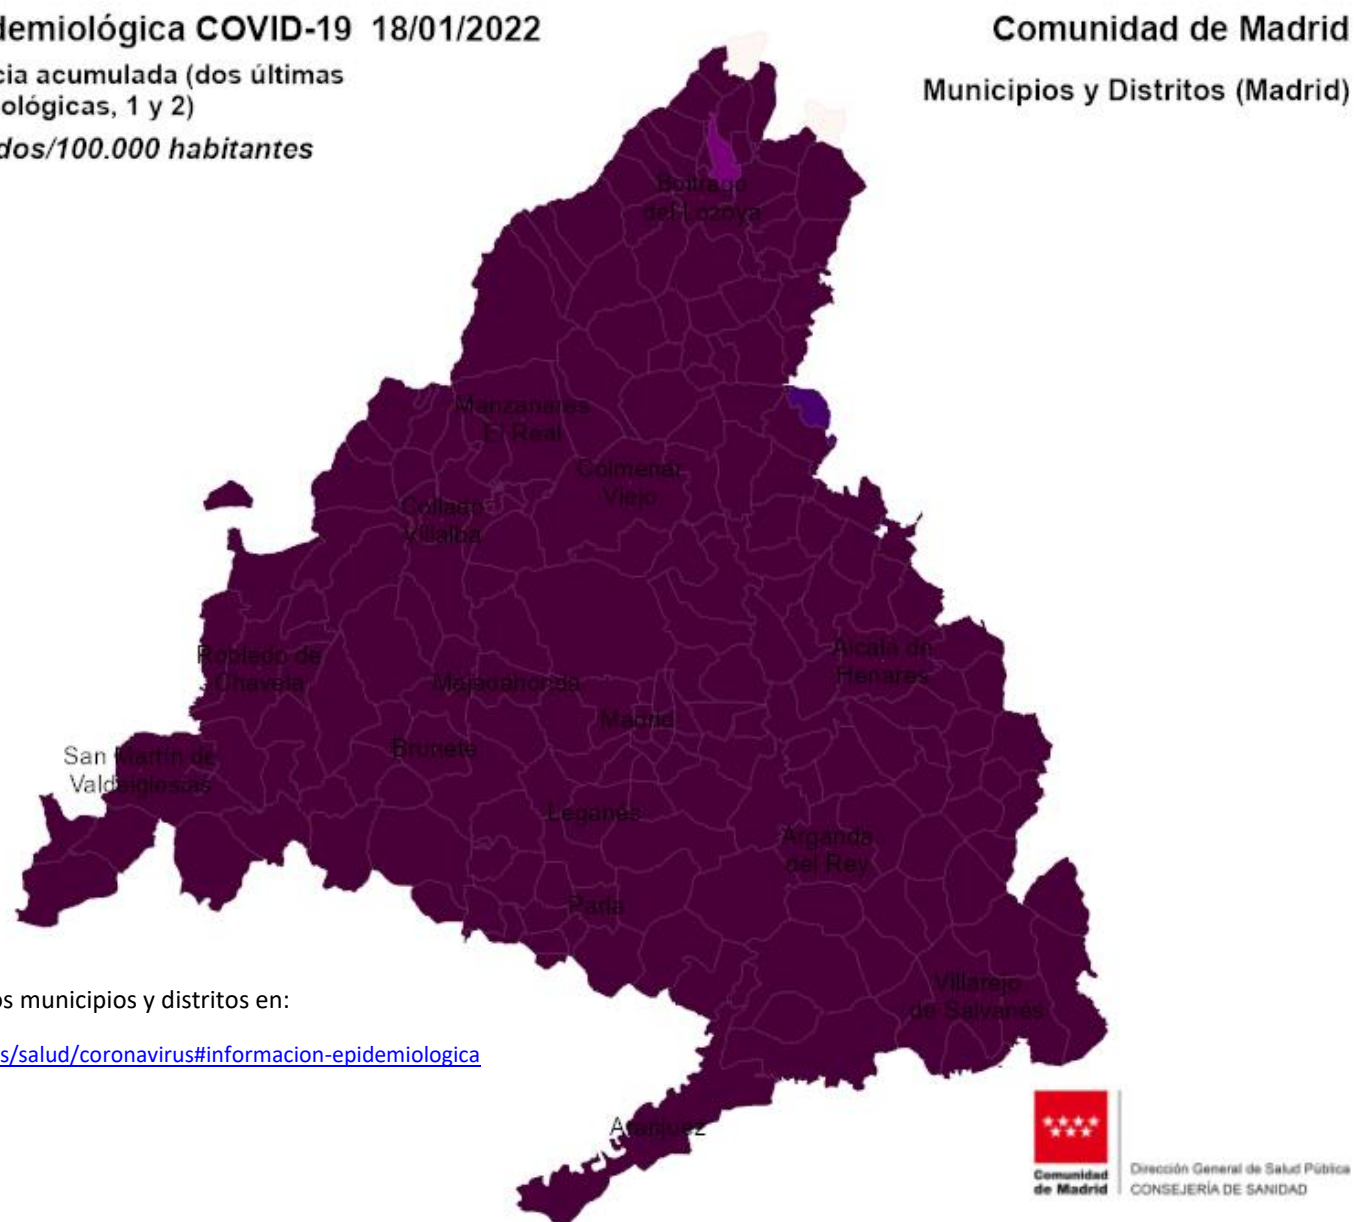 demiológica COVID-19 18/01/2022
cia acumulada (dos últimas
ológicas, 1 y 2)
dos/100.000 habitantes
Comunidad de Madrid
Municipios y Distritos (Madrid)
Buitrago
del Lozoya
Manzanares
El Real
Colmenar
Viejo
Collado
Villalba
Robledo de
Chavela
Majadahonda
Alcalá de
Henares
Madrid
Brunete
San Martín de
Valdeiglesias
Leganés
Arganda
del Rey
Parla
Villarejo
de Salvanés
os municipios y distritos en:
s/salud/coronavirus#informacion-epidemiologica
Aranjuez
Comunidad
de Madrid
Dirección General de Salud Pública
CONSEJERÍA DE SANIDAD